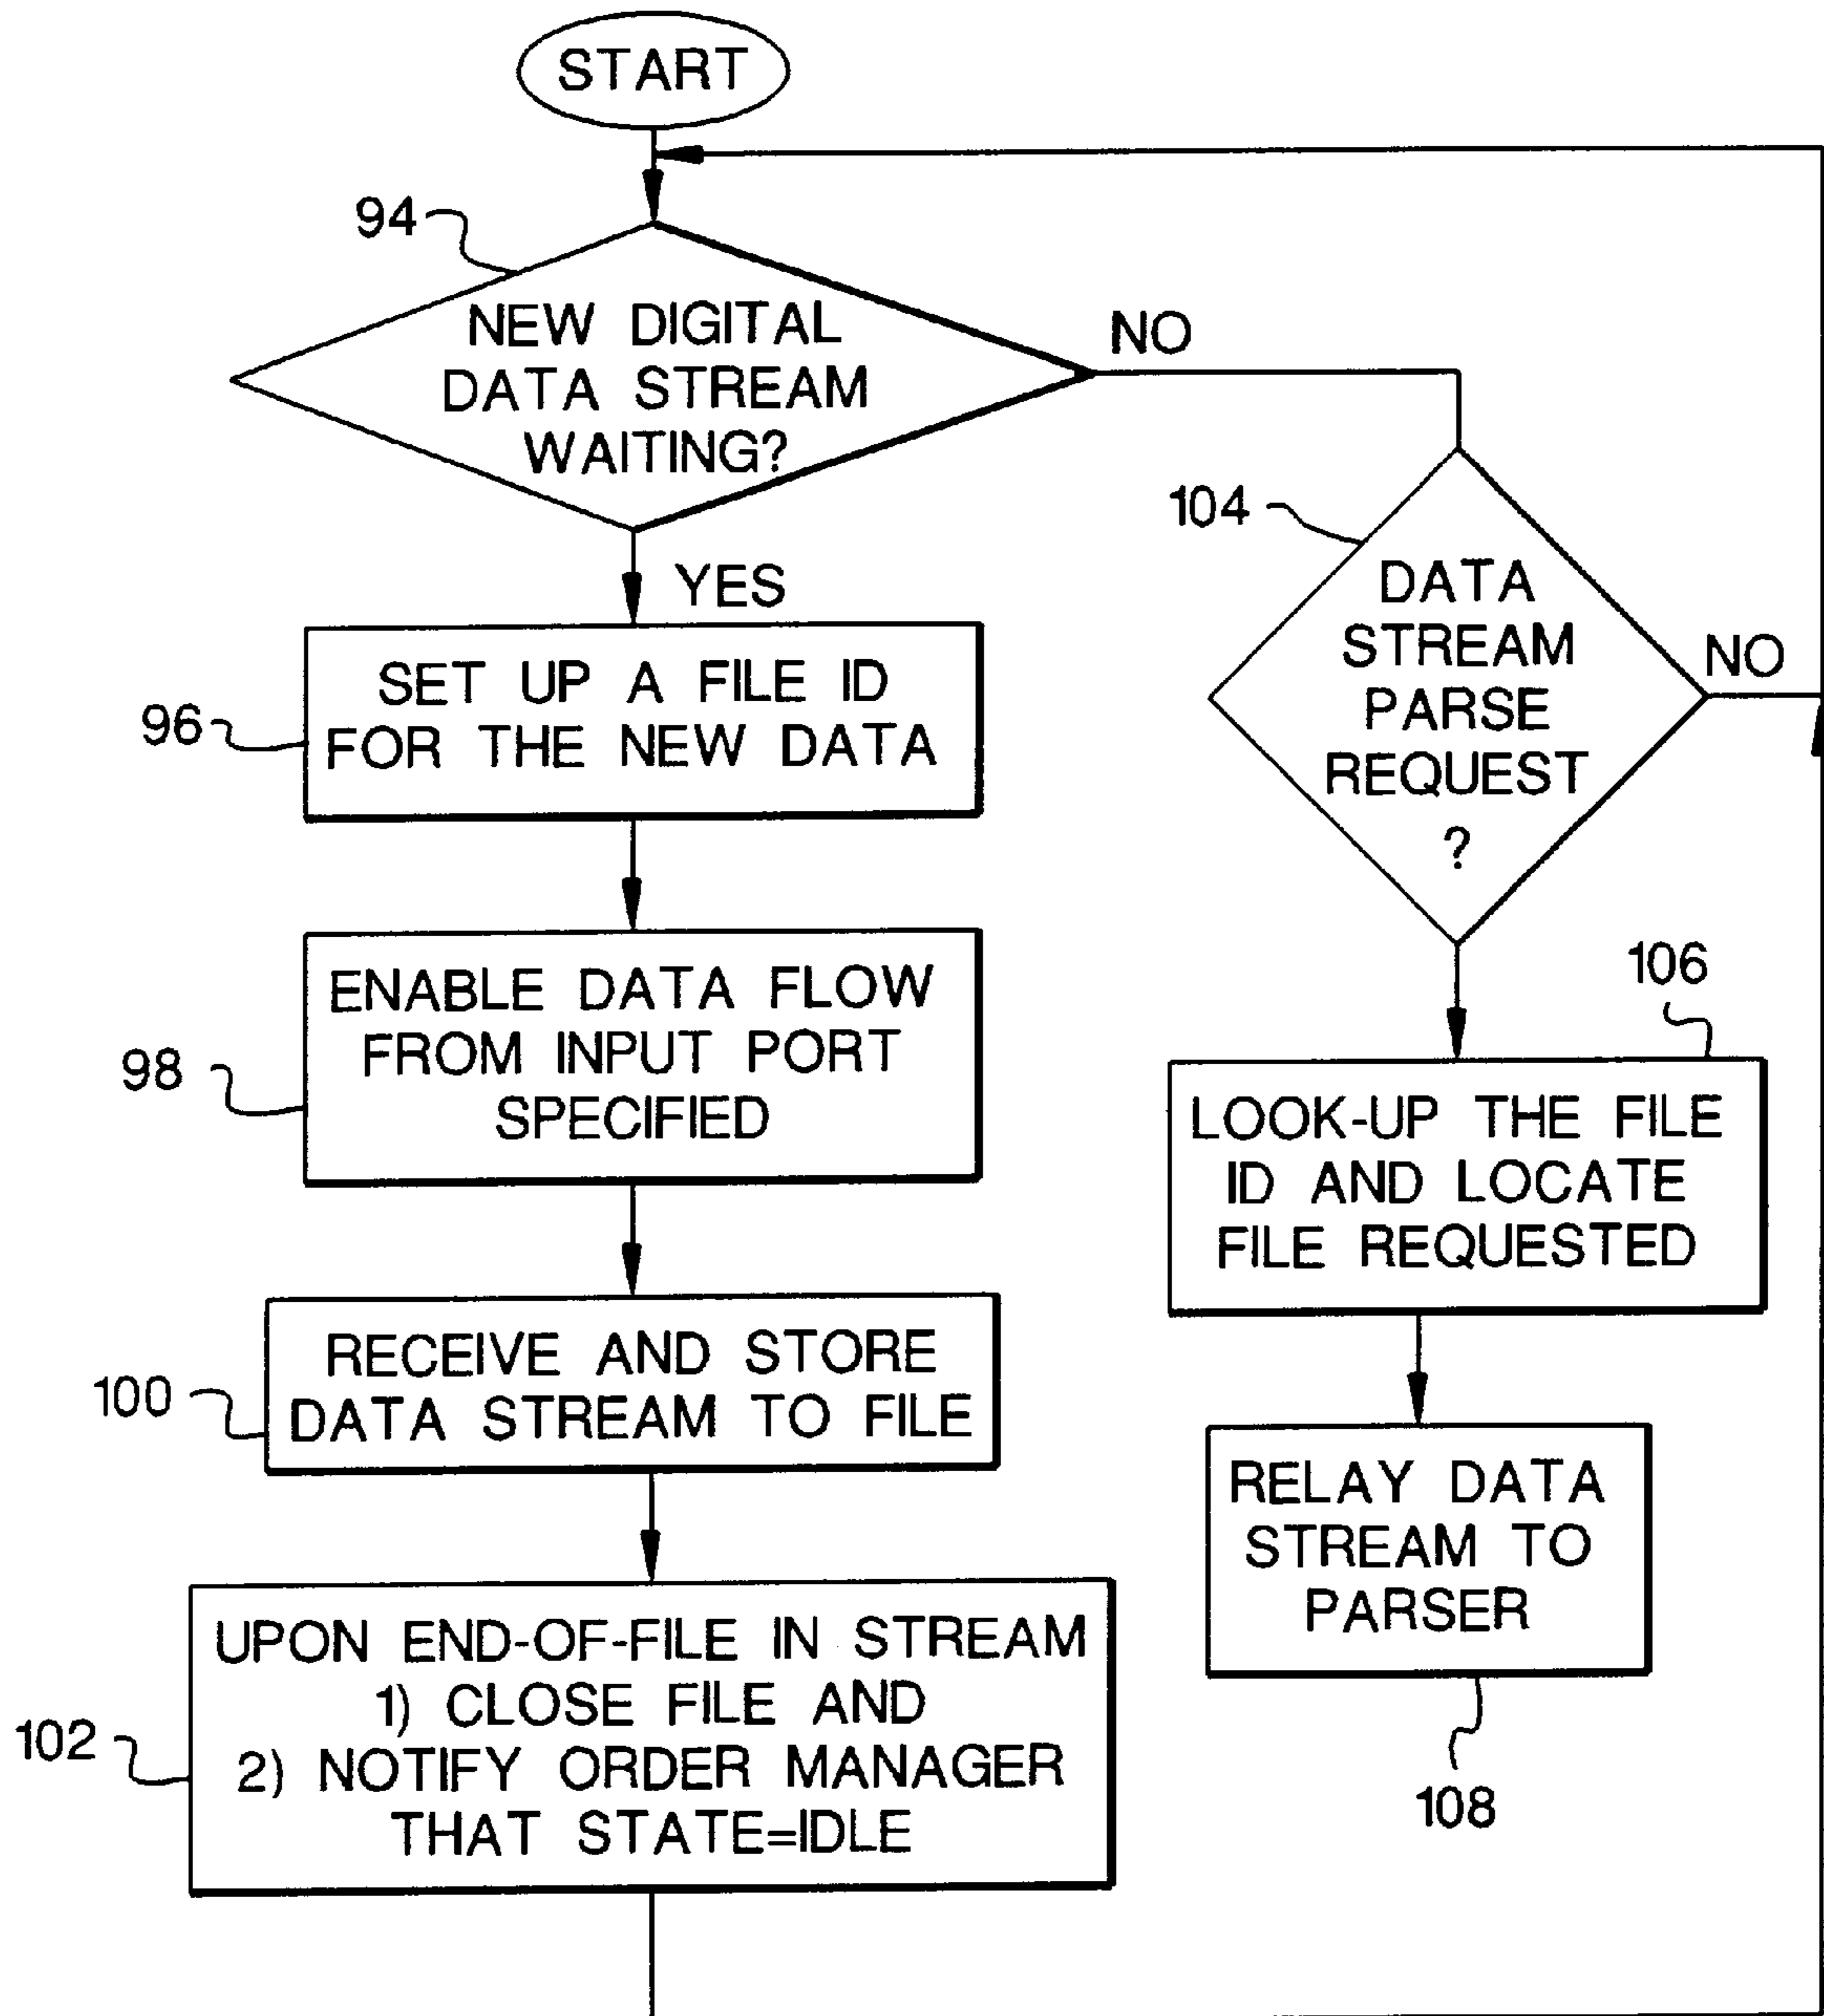 START
94
NEW DIGITAL
DATA STREAM
WAITING?
NO
YES
96
SET UP A FILE ID
FOR THE NEW DATA
98
ENABLE DATA FLOW
FROM INPUT PORT
SPECIFIED
100
RECEIVE AND STORE
DATA STREAM TO FILE
102
UPON END-OF-FILE IN STREAM
1) CLOSE FILE AND
2) NOTIFY ORDER MANAGER
THAT STATE=IDLE
104
DATA
STREAM
PARSE
REQUEST
?
NO
106
LOOK-UP THE FILE
ID AND LOCATE
FILE REQUESTED
RELAY DATA
STREAM TO
PARSER
108